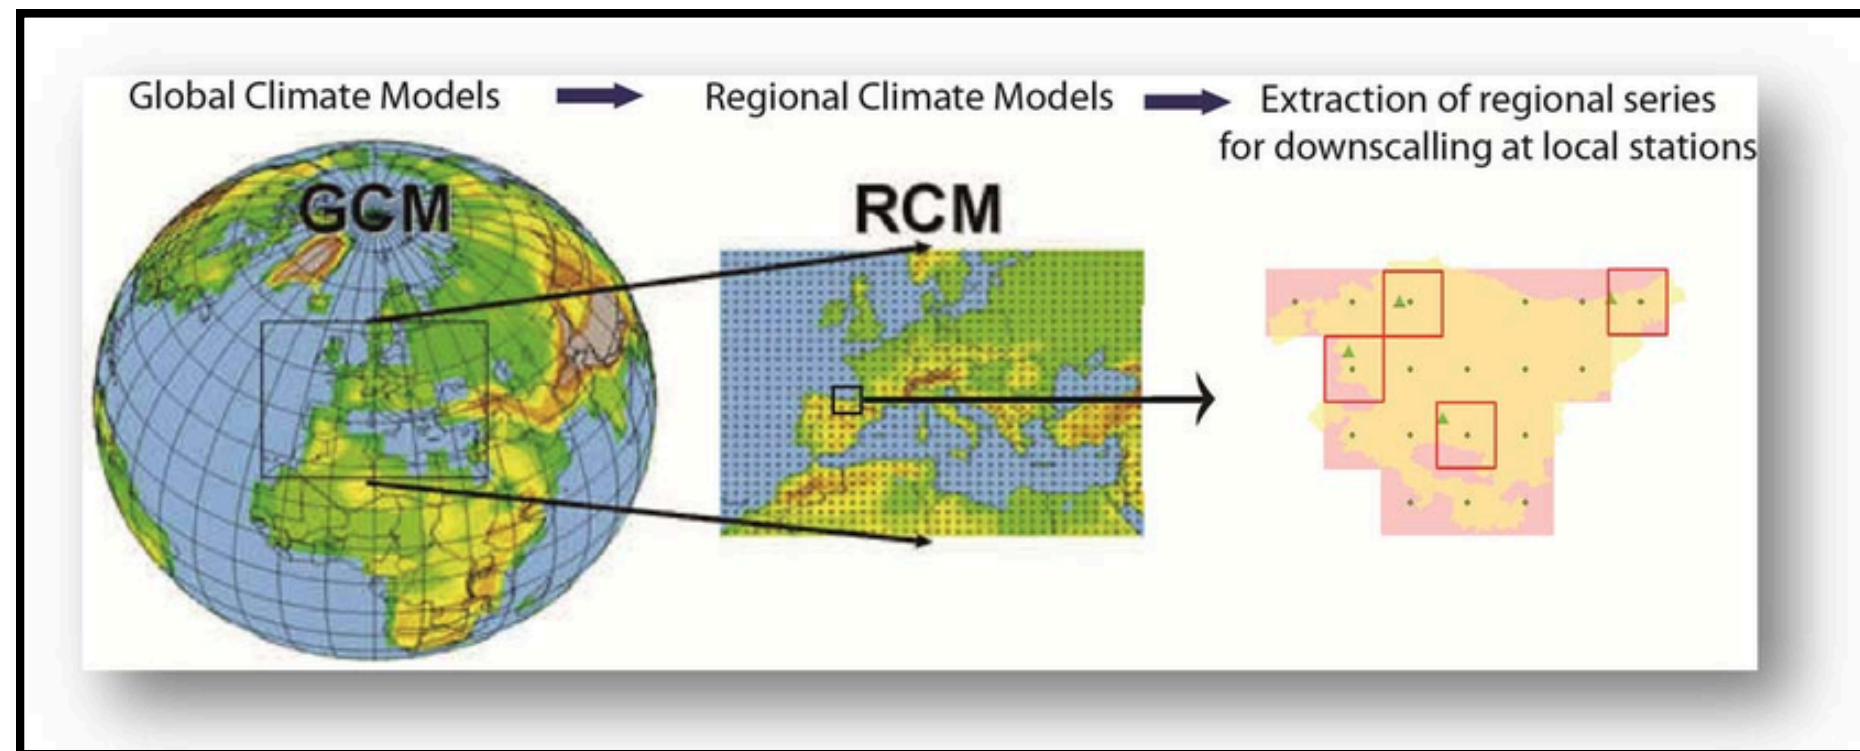 Global Climate Models
Regional Climate Models
Extraction of regional series
for downscalling at local stations
GCM
RCM